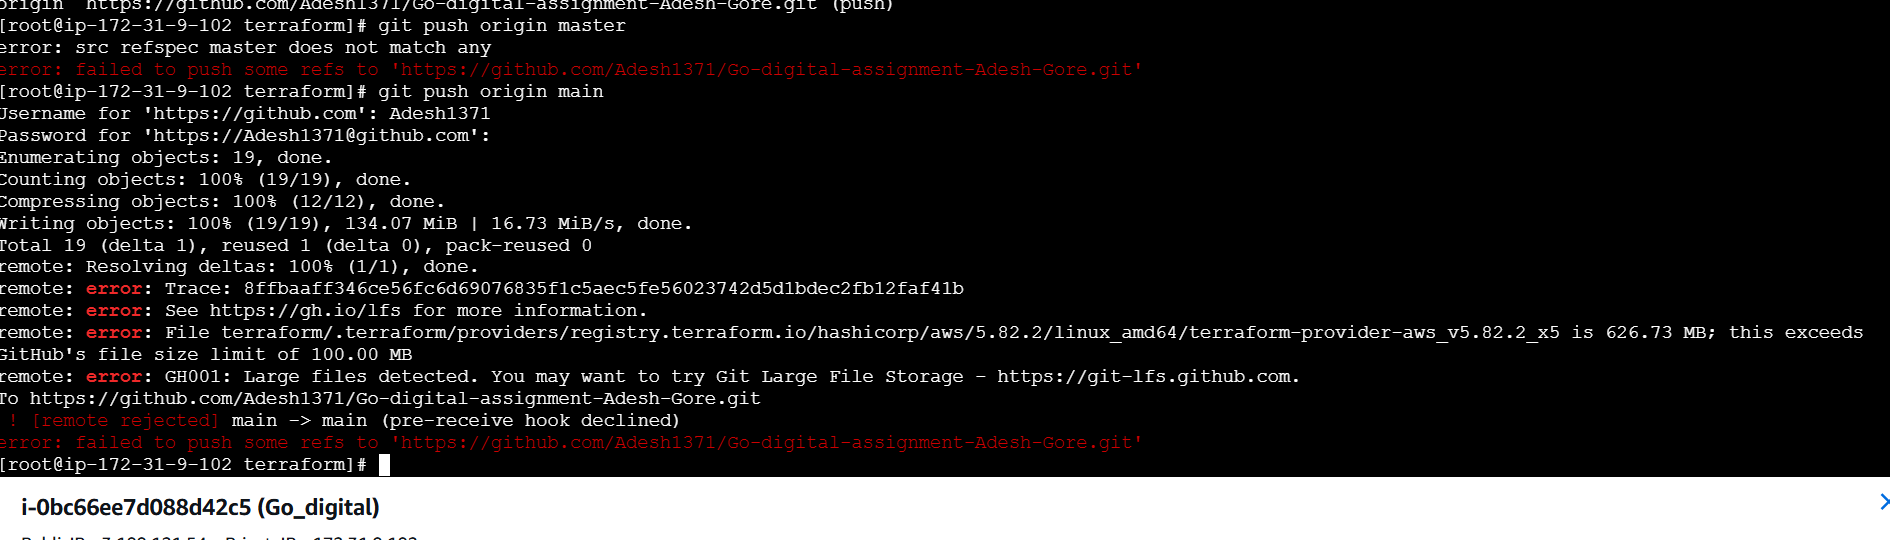 origin  https://github.com/Adesh1371/Go-digital-assignment-Adesh-Gore.git (push)
[root@ip-172-31-9-102 terraform]# git push origin master
error: src refspec master does not match any
error: failed to push some refs to 'https://github.com/Adesh1371/Go-digital-assignment-Adesh-Gore.git'
[root@ip-172-31-9-102 terraform]# git push origin main
Username for 'https://github.com': Adesh1371
Password for 'https://Adesh1371@github.com':
Enumerating objects: 19, done.
Counting objects: 100% (19/19), done.
Compressing objects: 100% (12/12), done.
Writing objects: 100% (19/19), 134.07 MiB | 16.73 MiB/s, done.
Total 19 (delta 1), reused 1 (delta 0), pack-reused 0
remote: Resolving deltas: 100% (1/1), done.
remote: error: Trace: 8ffbaaff346ce56fc6d69076835f1c5aec5fe56023742d5d1bdec2fb12faf41b
remote: error: See https://gh.io/lfs for more information.
remote: error: File terraform/.terraform/providers/registry.terraform.io/hashicorp/aws/5.82.2/linux_amd64/terraform-provider-aws_v5.82.2_x5 is 626.73 MB; this exceeds
GitHub's file size limit of 100.00 MB
remote: error: GH001: Large files detected. You may want to try Git Large File Storage - https://git-lfs.github.com.
To https://github.com/Adesh1371/Go-digital-assignment-Adesh-Gore.git
 ! [remote rejected] main -> main (pre-receive hook declined)
error: failed to push some refs to 'https://github.com/Adesh1371/Go-digital-assignment-Adesh-Gore.git'
[root@ip-172-31-9-102 terraform]#
i-0bc66ee7d088d42c5 (Go_digital)